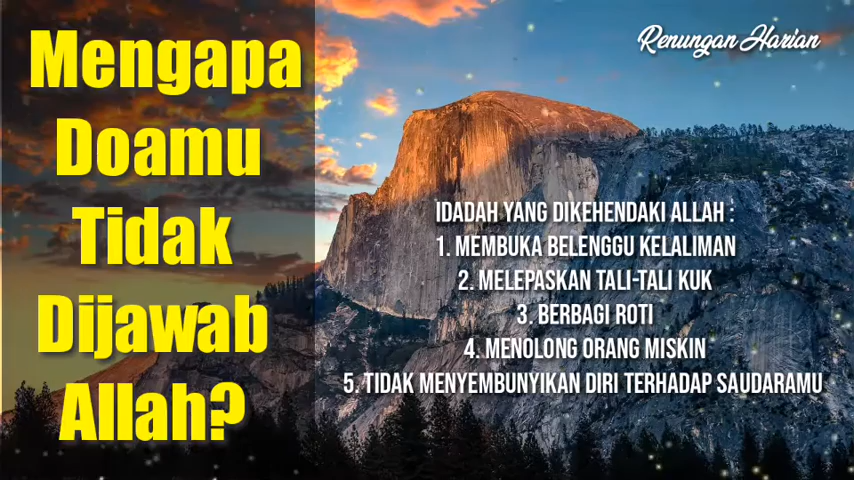 Mengapa
Doamu
Tidak
Dijawab
Allah?
Renungan Harian
IDADAH YANG DIKEHENDAKI ALLAH :
1. MEMBUKA BELENGGU KELALIMAN
2. MELEPASKAN TALI-TALI KUK
3. BERBAGI ROTI
4. MENOLONG ORANG MISKIN
5. TIDAK MENYEMBUNYIKAN DIRI TERHADAP SAUDARAMU